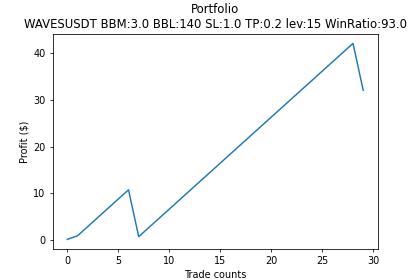 Portfolio
WAVESUSDT BBM:3.0 BBL:140 SL:1.0 TP:0.2 lev:15 WinRatio:93.0
Profit ($)
40
30
20
10
0
0 5 10 15 20 25 30
Trade counts